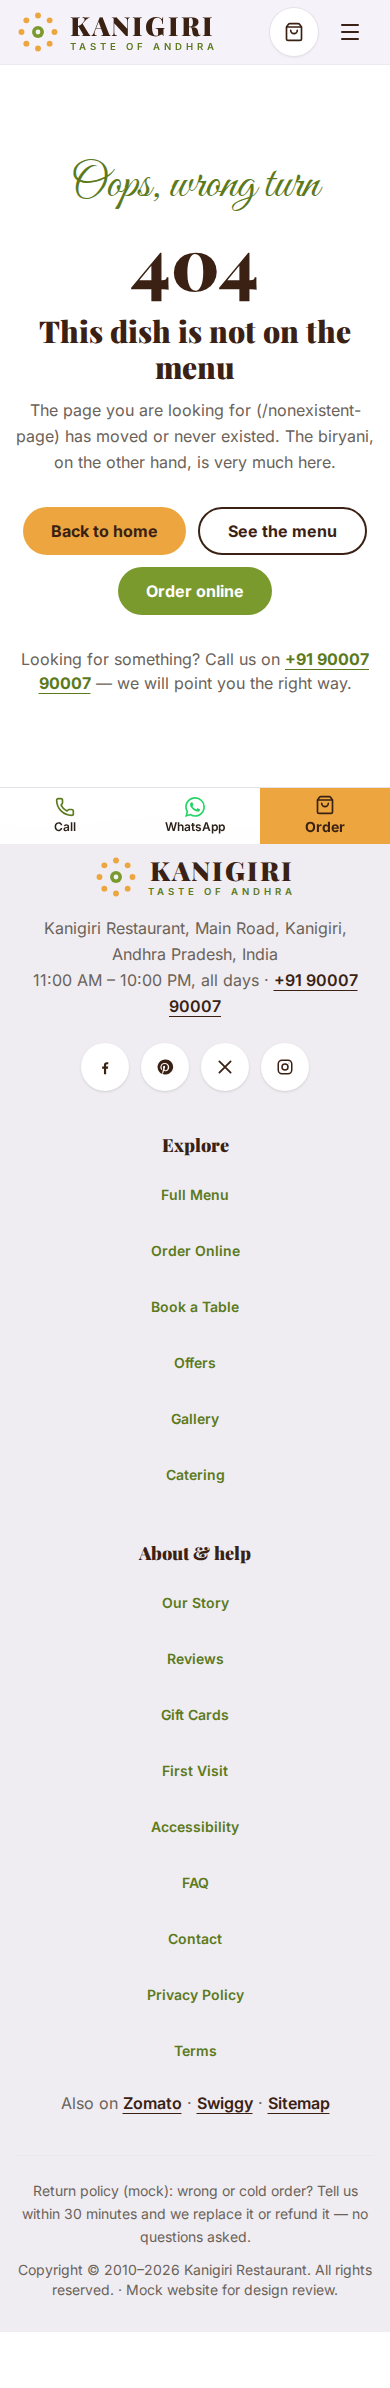 KANIGIRI
TASTE OF ANDHRA
Oops, wrong turn
404
This dish is not on the
menu
The page you are looking for (/nonexistent-
page) has moved or never existed. The biryani,
on the other hand, is very much here.
Back to home
See the menu
Order online
Looking for something? Call us on +91 90007
90007 — we will point you the right way.
Call
WhatsApp
Order
KANIGIRI
TASTE OF ANDHRA
Kanigiri Restaurant, Main Road, Kanigiri,
Andhra Pradesh, India
11:00 AM – 10:00 PM, all days · +91 90007
90007
Explore
Full Menu
Order Online
Book a Table
Offers
Gallery
Catering
About & help
Our Story
Reviews
Gift Cards
First Visit
Accessibility
FAQ
Contact
Privacy Policy
Terms
Also on Zomato · Swiggy · Sitemap
Return policy (mock): wrong or cold order? Tell us
within 30 minutes and we replace it or refund it — no
questions asked.
Copyright © 2010–2026 Kanigiri Restaurant. All rights
reserved. · Mock website for design review.